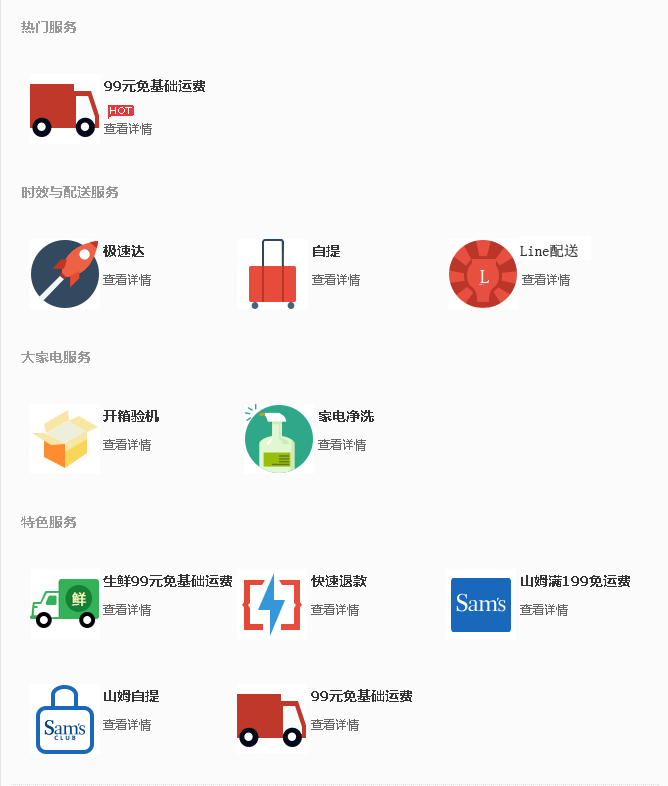 热门服务
99元免基础运费
HOT
查看详情
时效与配送服务
极速达
查看详情
自提
查看详情
L
Line配送
查看详情
大家电服务
开箱验机
查看详情
家电净洗
查看详情
特色服务
鲜
生鲜99元免基础运费
查看详情
快速退款
查看详情
Sam's
山姆满199免运费
查看详情
Sam's
CLUB
山姆自提
查看详情
99元免基础运费
查看详情